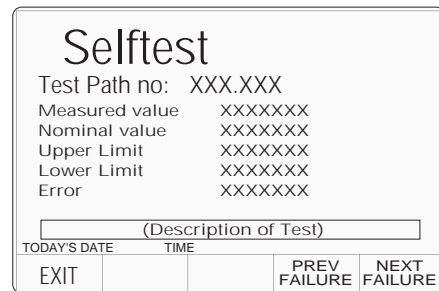 Selftest
Test Path no: XXX.XXX
Measured value XXXXXXX
Nominal value XXXXXXX
Upper Limit XXXXXXX
Lower Limit XXXXXXX
Error XXXXXXX
(Description of Test)
TODAY'S DATE TIME
EXIT
PREV FAILURE
NEXT FAILURE